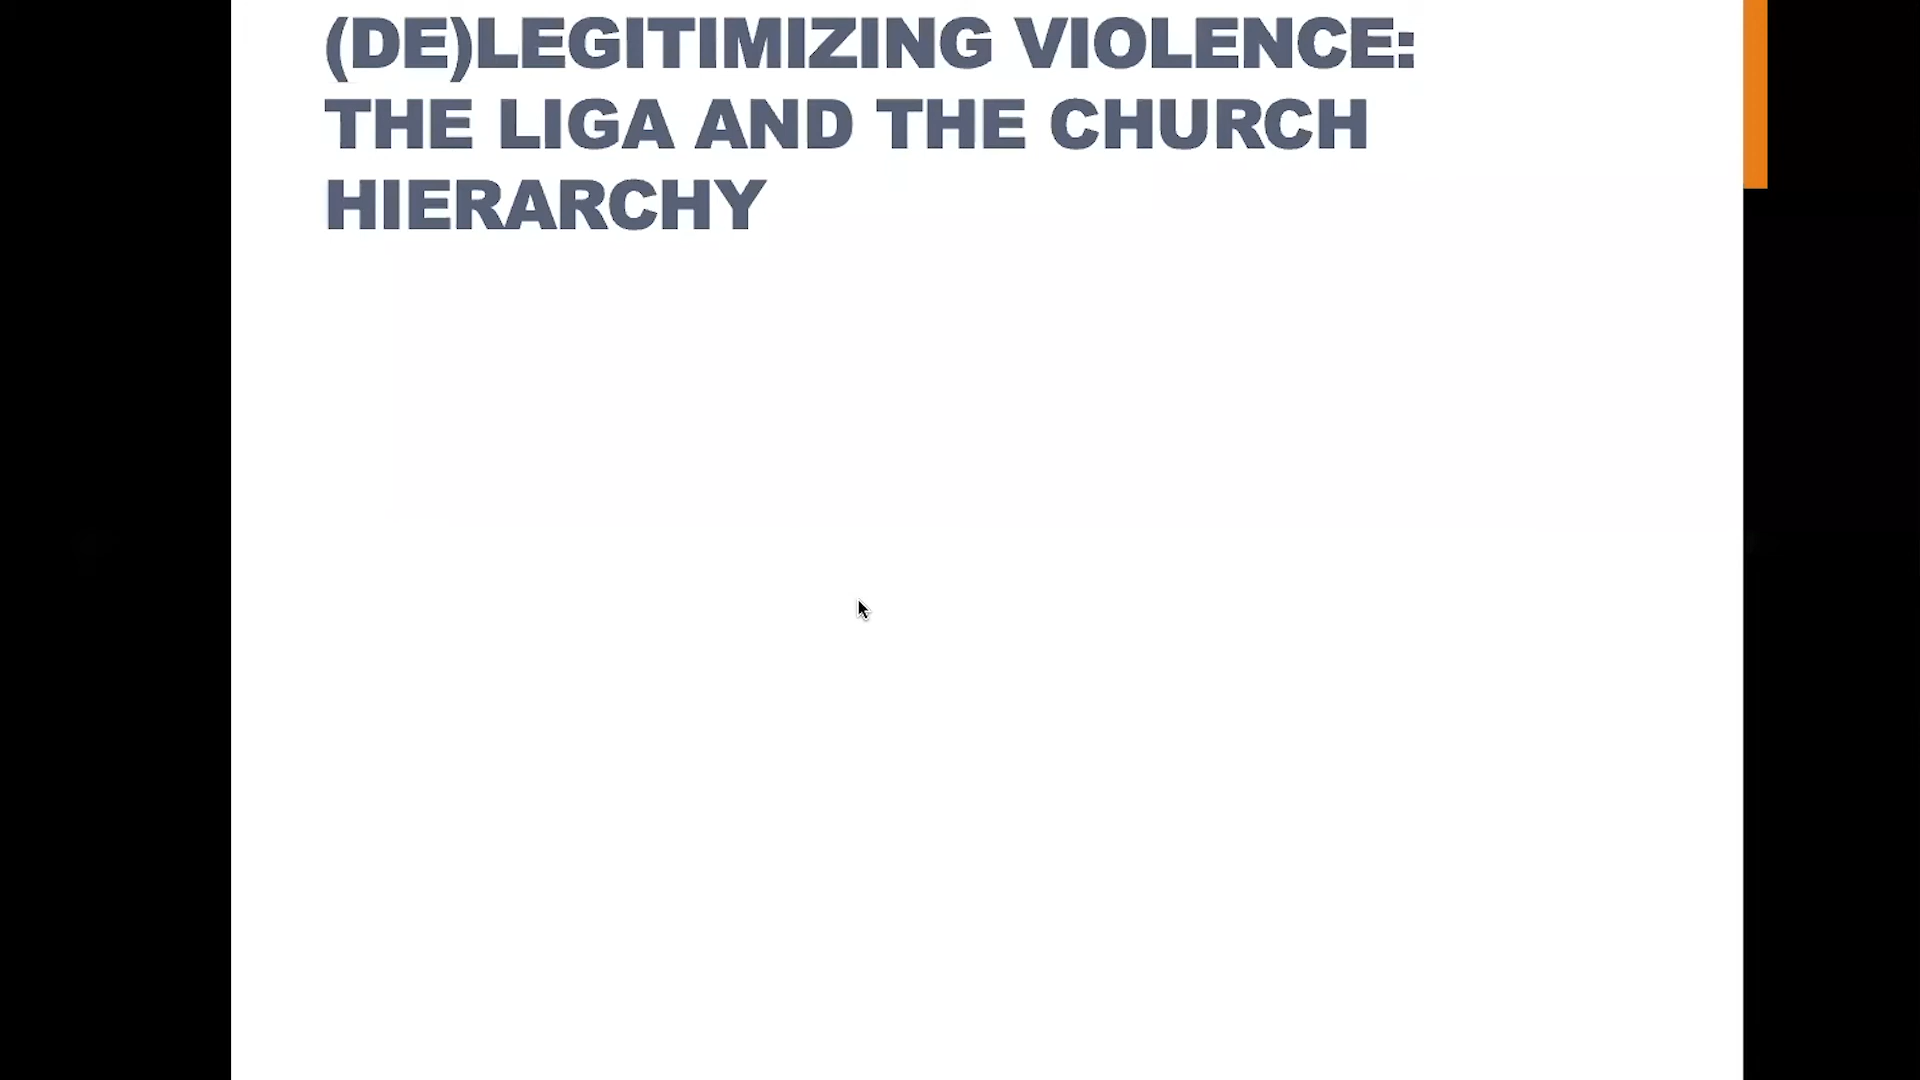 (DE)LEGITIMIZING VIOLENCE:
THE LIGA AND THE CHURCH
HIERARCHY